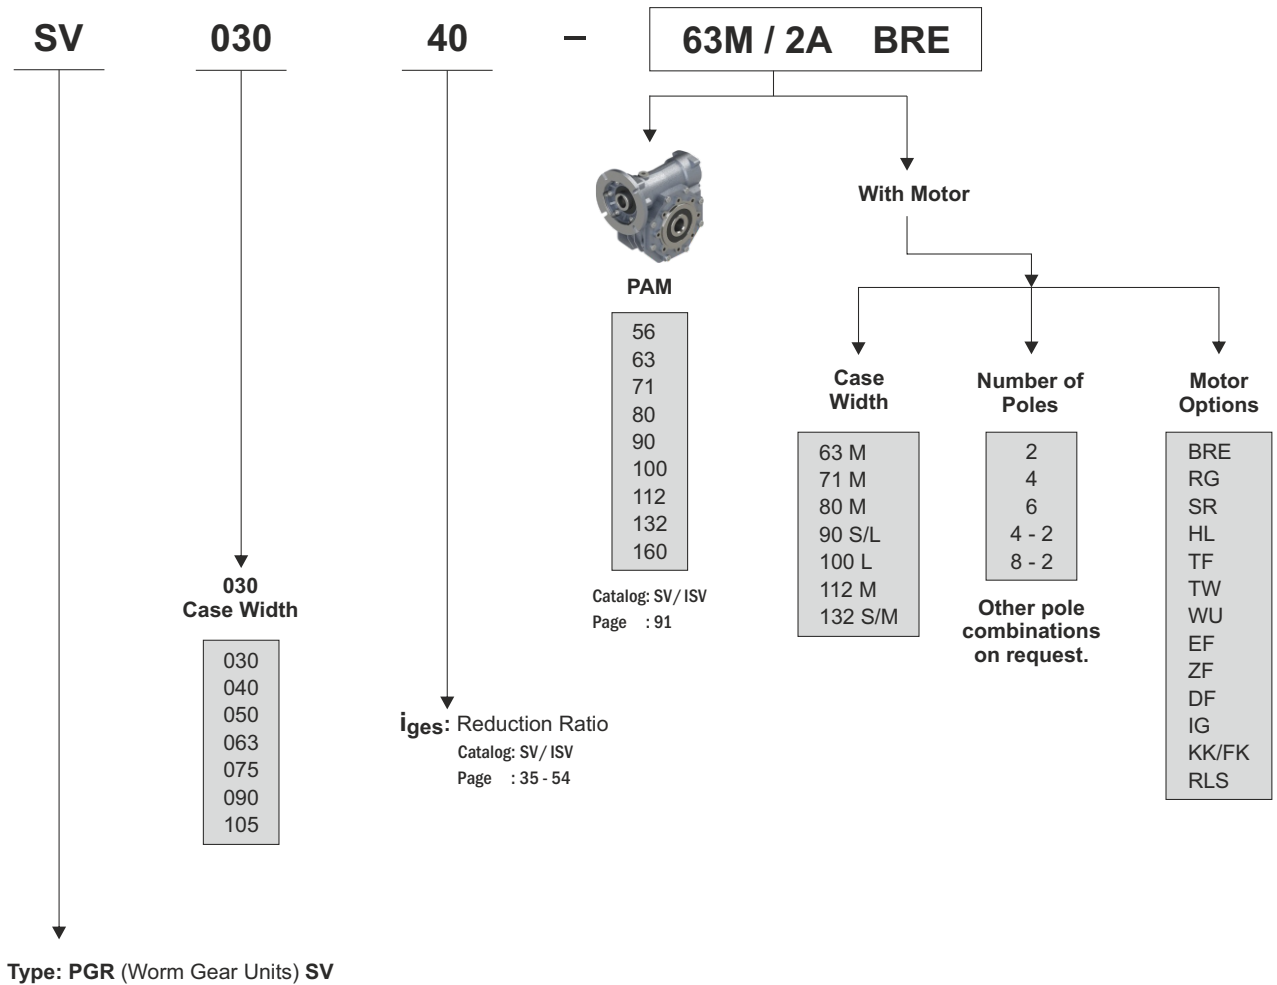 SV 030 40 – 63M / 2A BRE
With Motor
PAM
56
63
71
80
90
100
112
132
160
Catalog: SV/ ISV
Page : 91
Case
Width
63 M
71 M
80 M
90 S/L
100 L
112 M
132 S/M
Number of
Poles
2
4
6
4 - 2
8 - 2
Other pole
combinations
on request.
Motor
Options
BRE
RG
SR
HL
TF
TW
WU
EF
ZF
DF
IG
KK/FK
RLS
030
Case Width
030
040
050
063
075
090
105
iges: Reduction Ratio
Catalog: SV/ ISV
Page : 35 - 54
Type: PGR (Worm Gear Units) SV